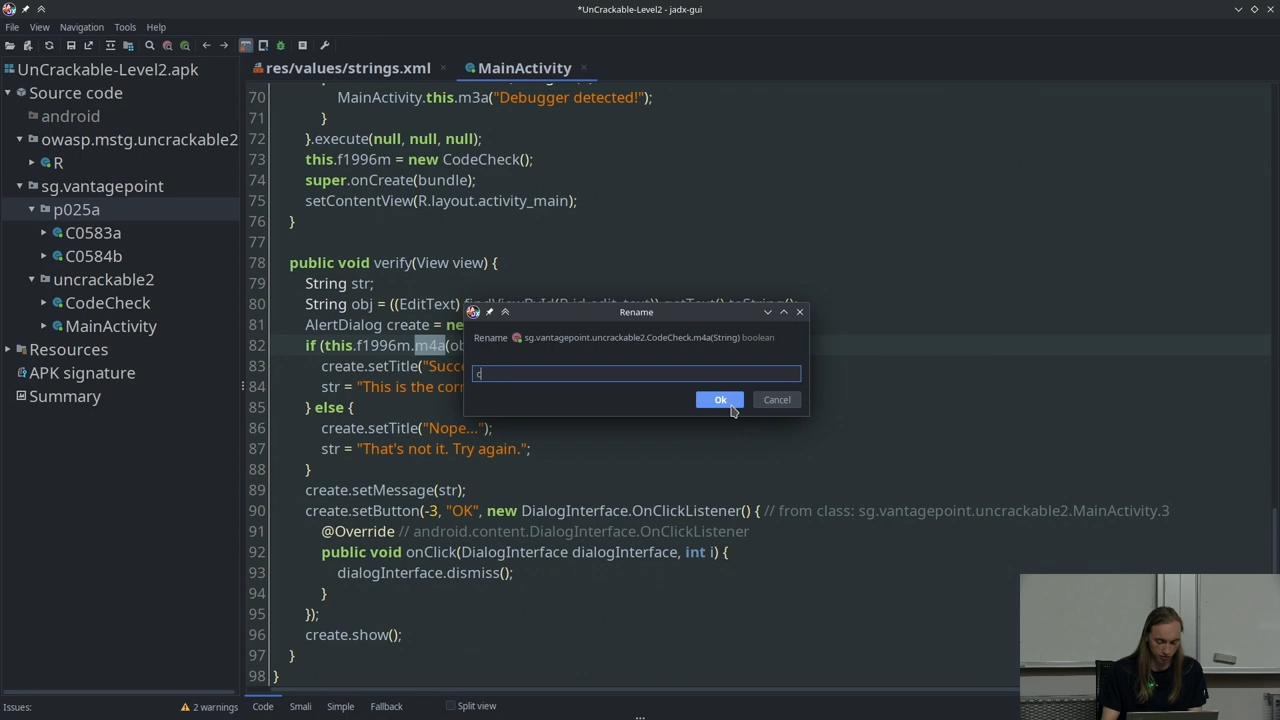 *UnCrackable-Level2 - jadx-gui
File View Navigation Tools Help
UnCrackable-Level2.apk
Source code
android
owasp.mstg.uncrackable2
R
sg.vantagepoint
p025a
C0583a
C0584b
uncrackable2
CodeCheck
MainActivity
Resources
APK signature
Summary
res/values/strings.xml MainActivity
70 MainActivity.this.m3a("Debugger detected!");
71 }
72 }.execute(null, null, null);
73 this.f1996m = new CodeCheck();
74 super.onCreate(bundle);
75 setContentView(R.layout.activity_main);
76 }
77
78 public void verify(View view) {
79 String str;
80 String obj = ((EditText) findViewById(R.id.edit_text)).getText().toString();
81 AlertDialog create = ne
82 if (this.f1996m.m4a(ob
83 create.setTitle("Succe
84 str = "This is the corr
85 } else {
86 create.setTitle("Nope...");
87 str = "That's not it. Try again.";
88 }
89 create.setMessage(str);
90 create.setButton(-3, "OK", new DialogInterface.OnClickListener() { // from class: sg.vantagepoint.uncrackable2.MainActivity.3
91 @Override // android.content.DialogInterface.OnClickListener
92 public void onClick(DialogInterface dialogInterface, int i) {
93 dialogInterface.dismiss();
94 }
95 });
96 create.show();
97 }
98 }
Rename
Rename sg.vantagepoint.uncrackable2.CodeCheck.m4a(String) boolean
c
Ok Cancel
Issues: 2 warnings Code Smali Simple Fallback Split view